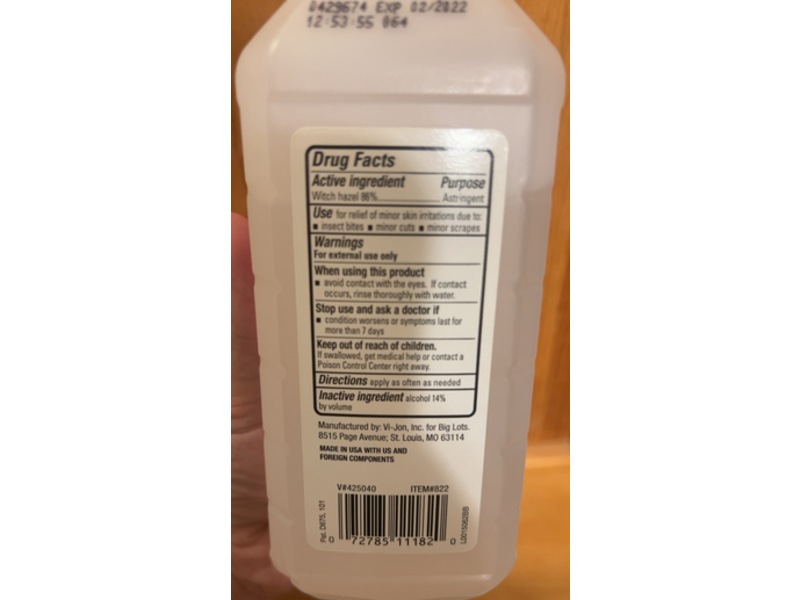 0429674 EXP 02/2022
12:53:55 064
Drug Facts
Active ingredient Purpose
Witch hazel 86% Astringent
Use for relief of minor skin irritations due to:
■ insect bites ■ minor cuts ■ minor scrapes
Warnings
For external use only
When using this product
■ avoid contact with the eyes. If contact
occurs, rinse thoroughly with water.
Stop use and ask a doctor if
■ condition worsens or symptoms last for
more than 7 days
Keep out of reach of children.
If swallowed, get medical help or contact a
Poison Control Center right away.
Directions apply as often as needed
Inactive ingredient alcohol 14%
by volume
Manufactured by: Vi-Jon, Inc. for Big Lots.
8515 Page Avenue; St. Louis, MO 63114
MADE IN USA WITH US AND
FOREIGN COMPONENTS
V#425040 ITEM#822
Pat. D675,101
L0015062BB
0 72785 11182 0